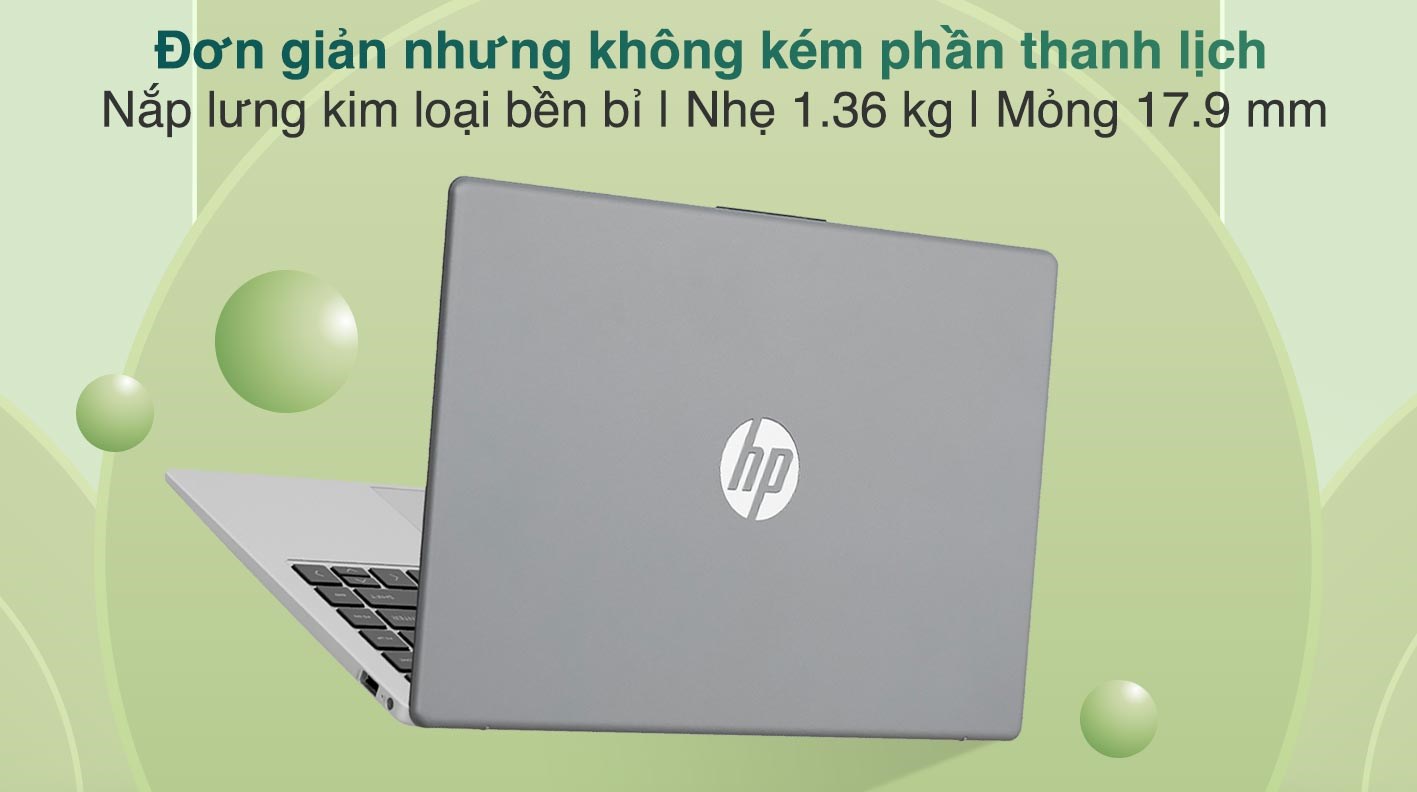 Đơn giản nhưng không kém phần thanh lịch
Nắp lưng kim loại bền bỉ | Nhẹ 1.36 kg | Mỏng 17.9 mm
hp